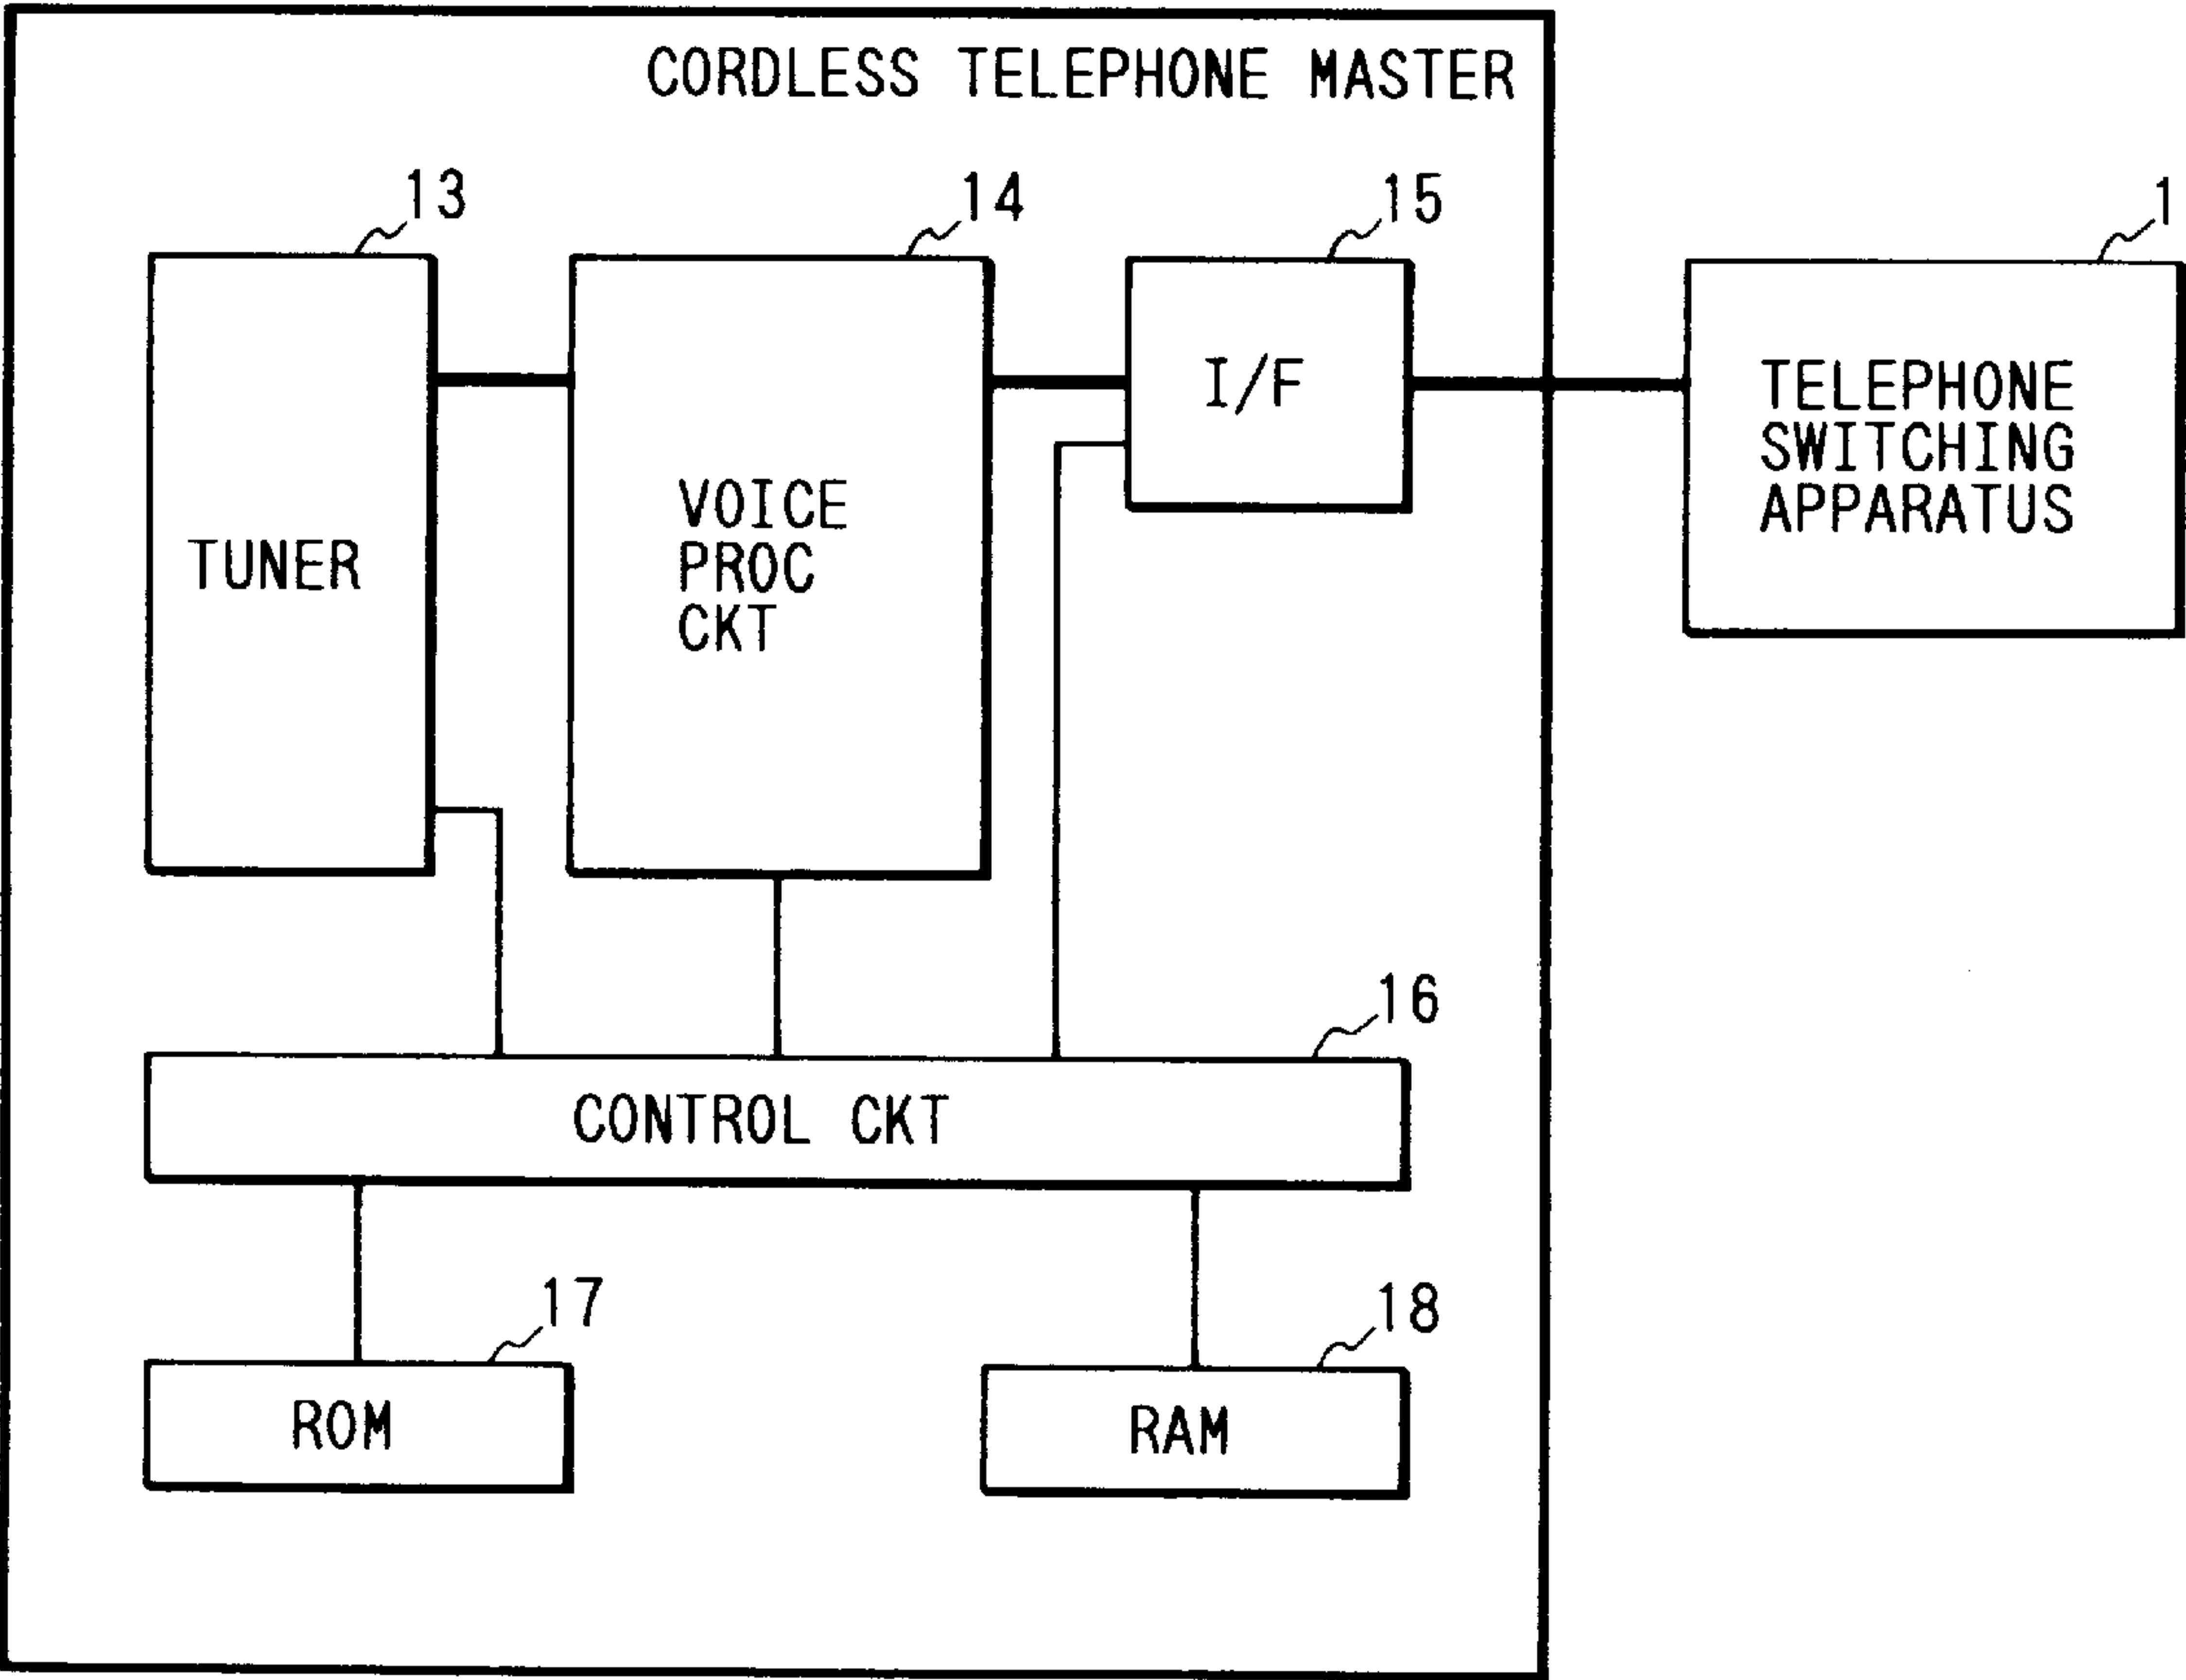 CORDLESS TELEPHONE MASTER
13
14
15
1
TUNER
VOICE
PROC
CKT
I/F
TELEPHONE
SWITCHING
APPARATUS
16
CONTROL CKT
17
18
ROM
RAM